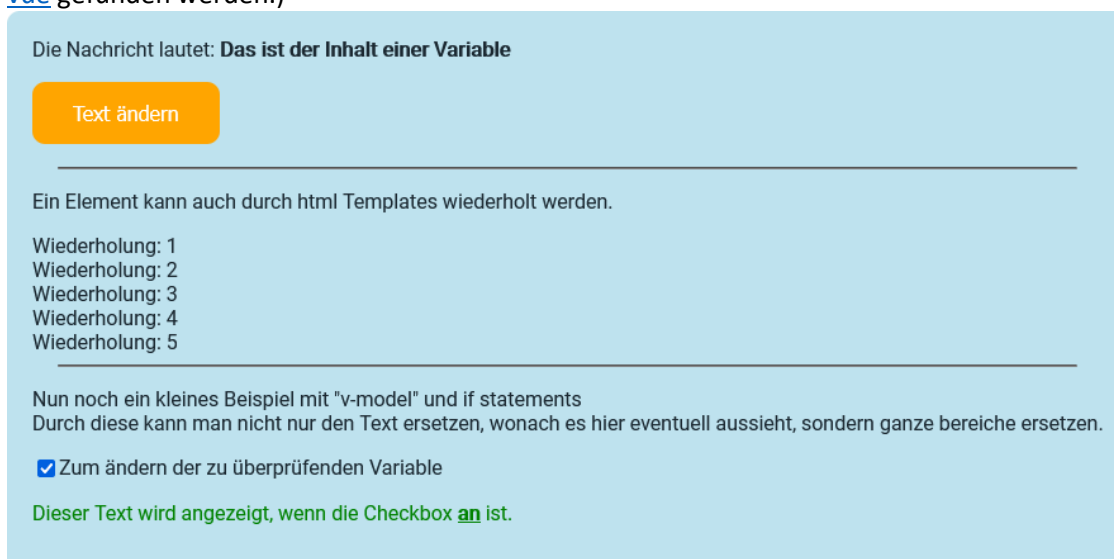 vue gefunden werden.)
Die Nachricht lautet: Das ist der Inhalt einer Variable
Text ändern
Ein Element kann auch durch html Templates wiederholt werden.
Wiederholung: 1
Wiederholung: 2
Wiederholung: 3
Wiederholung: 4
Wiederholung: 5
Nun noch ein kleines Beispiel mit "v-model" und if statements
Durch diese kann man nicht nur den Text ersetzen, wonach es hier eventuell aussieht, sondern ganze bereiche ersetzen.
Zum ändern der zu überprüfenden Variable
Dieser Text wird angezeigt, wenn die Checkbox an ist.